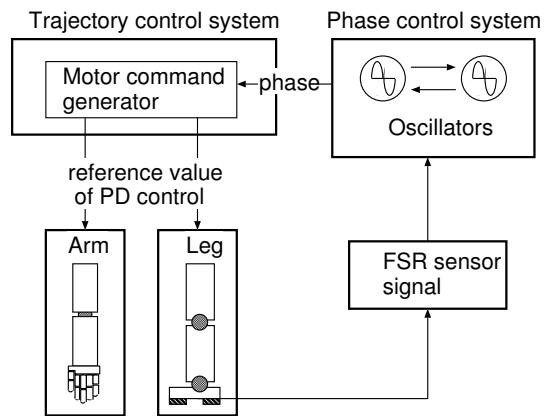 Trajectory control system
Phase control system
Motor command
generator
phase
Oscillators
reference value
of PD control
Arm
Leg
FSR sensor
signal